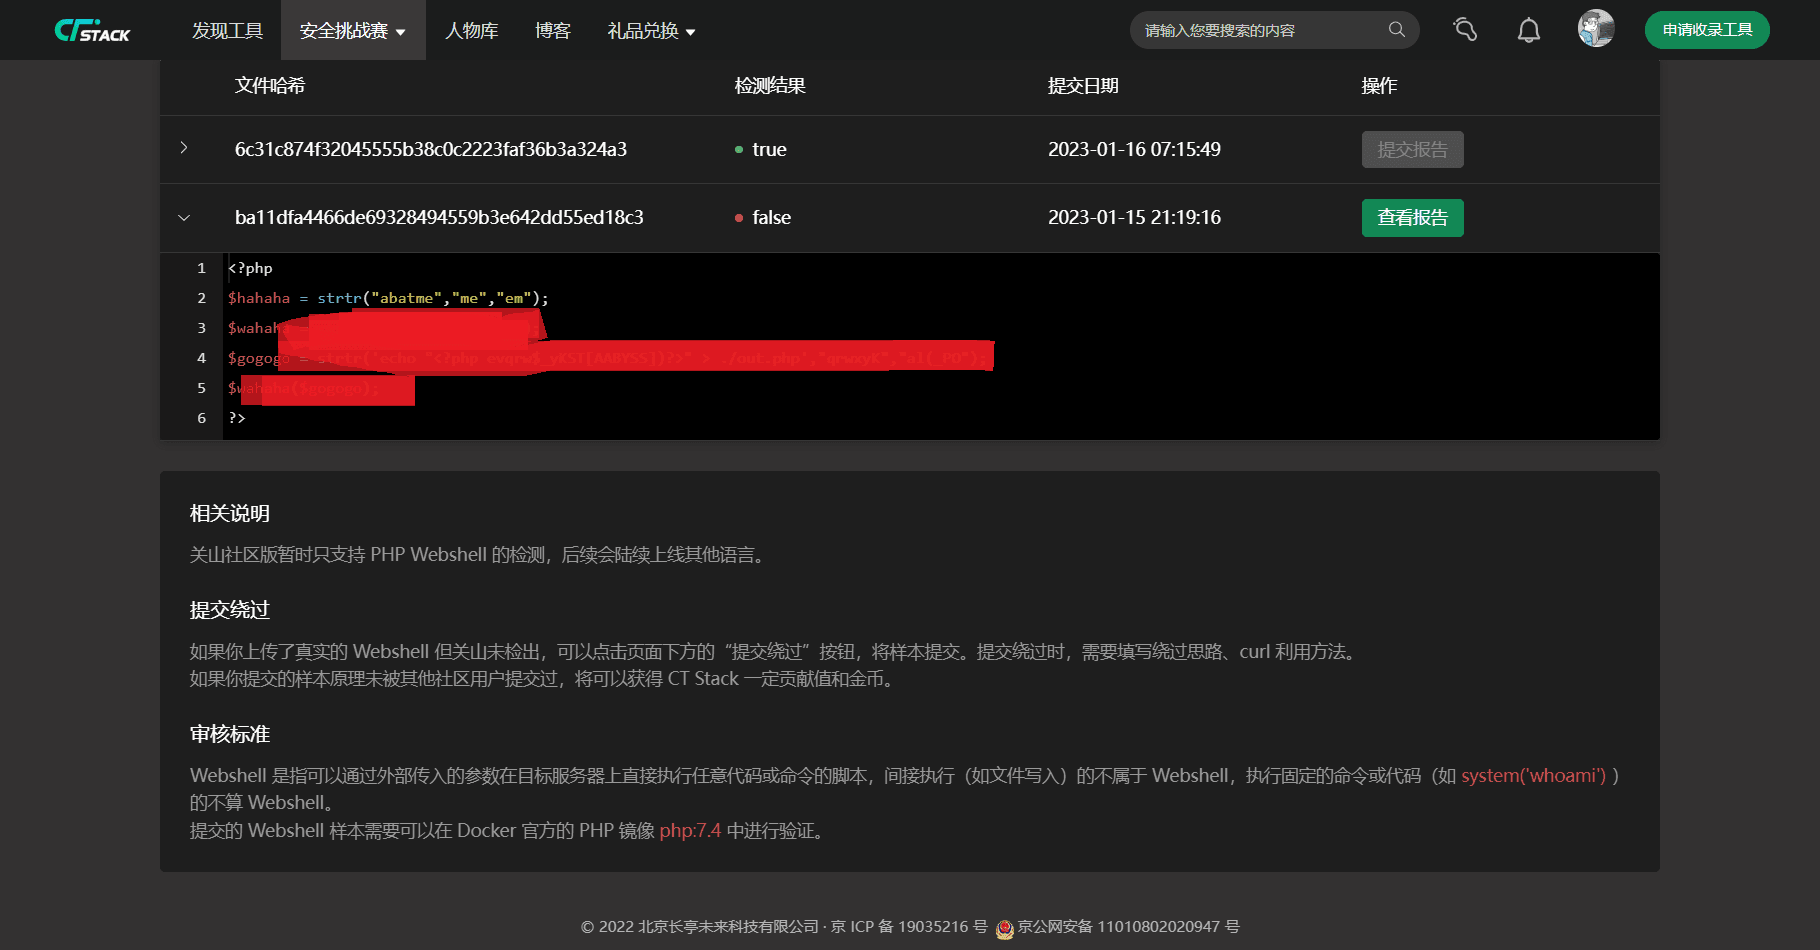 CT STACK 发现工具 安全挑战赛 人物库 博客 礼品兑换 请输入您要搜索的内容 申请收录工具
文件哈希 检测结果 提交日期 操作
6c31c874f32045555b38c0c2223faf36b3a324a3 true 2023-01-16 07:15:49 提交报告
ba11dfa4466de69328494559b3e642dd55ed18c3 false 2023-01-15 21:19:16 查看报告
1 <?php
2 $hahaha = strtr("abatme","me","em");
3 $wahah
4 $gogogo = strtr('echo "<?php
5 $wahaha($gogogo);
6 ?>
相关说明
关山社区版暂时只支持 PHP Webshell 的检测，后续会陆续上线其他语言。
提交绕过
如果你上传了真实的 Webshell 但关山未检出，可以点击页面下方的“提交绕过”按钮，将样本提交。提交绕过时，需要填写绕过思路、curl 利用方法。
如果你提交的样本原理未被其他社区用户提交过，将可以获得 CT Stack 一定贡献值和金币。
审核标准
Webshell 是指可以通过外部传入的参数在目标服务器上直接执行任意代码或命令的脚本，间接执行（如文件写入）的不属于 Webshell，执行固定的命令或代码（如 system('whoami') ）
的不算 Webshell。
提交的 Webshell 样本需要可以在 Docker 官方的 PHP 镜像 php:7.4 中进行验证。
© 2022 北京长亭未来科技有限公司 · 京 ICP 备 19035216 号 京公网安备 11010802020947 号